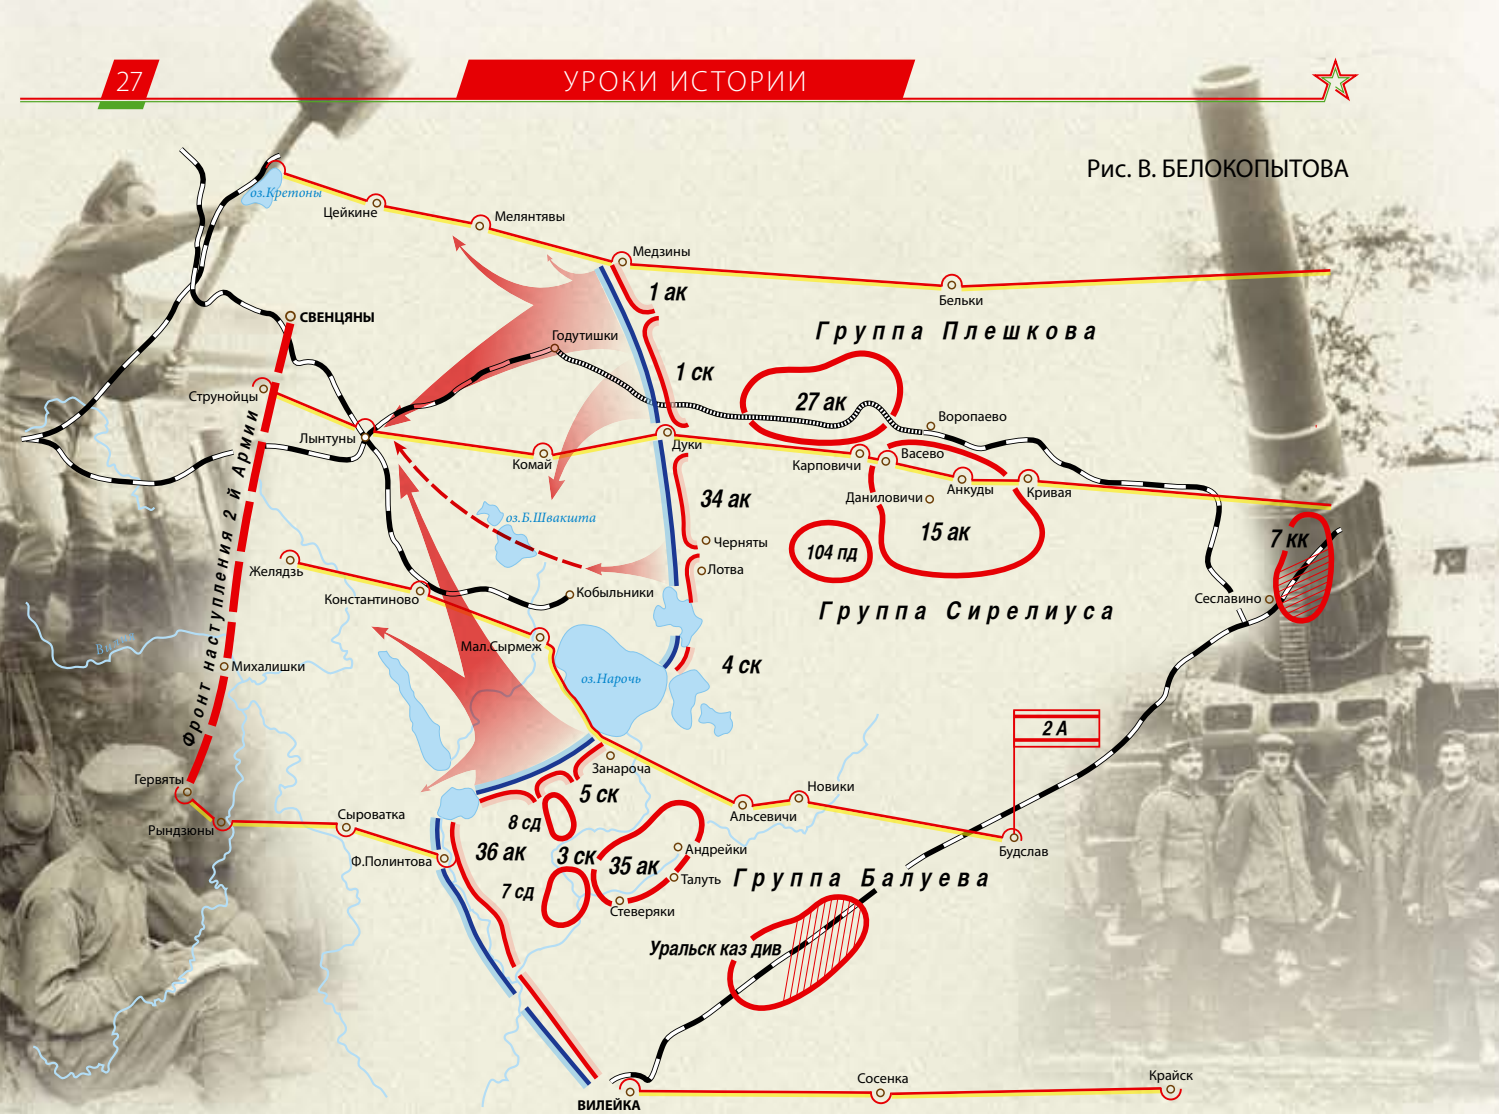 27
УРОКИ ИСТОРИИ
Рис. В. БЕЛОКОПЫТОВА
оз.Кретоны
Цейкине
Мелянтявы
Медзины
1 ак
Бельки
СВЕНЦЯНЫ
Группа Плешкова
Годутишки
1 ск
27 ак
Струнойцы
Воропаево
Лынтуны
Дуки
Комай
Карповичи
Васево
Анкуды
Кривая
Даниловичи
34 ак
оз.Б.Швакшта
15 ак
7 кк
Черняты
104 пд
Лотва
Желядзь
Константиново
Кобыльники
Сеславино
Группа Сирелиуса
Вилия
Мал.Сырмеж
Михалишки
4 ск
оз.Нарочь
Фронт наступления 2 й Армии
2 А
Занароча
Гервяты
5 ск
Новики
Альсевичи
Сыроватка
8 сд
Рындзюны
Ф.Полинтова
36 ак
3 ск
35 ак
Андрейки
Будслав
Талуть
Группа Балуева
7 сд
Стеверяки
Уральск каз див
Сосенка
Крайск
ВИЛЕЙКА